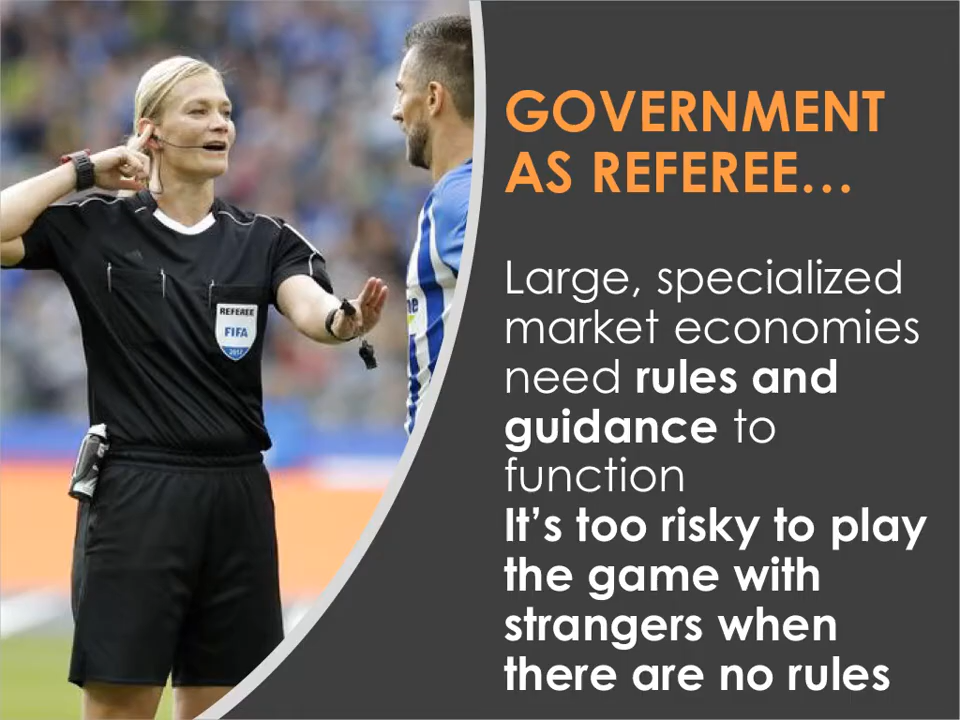 GOVERNMENT
AS REFEREE…
Large, specialized
market economies
need rules and
guidance to
function
It’s too risky to play
the game with
strangers when
there are no rules
REFEREE
FIFA
2017